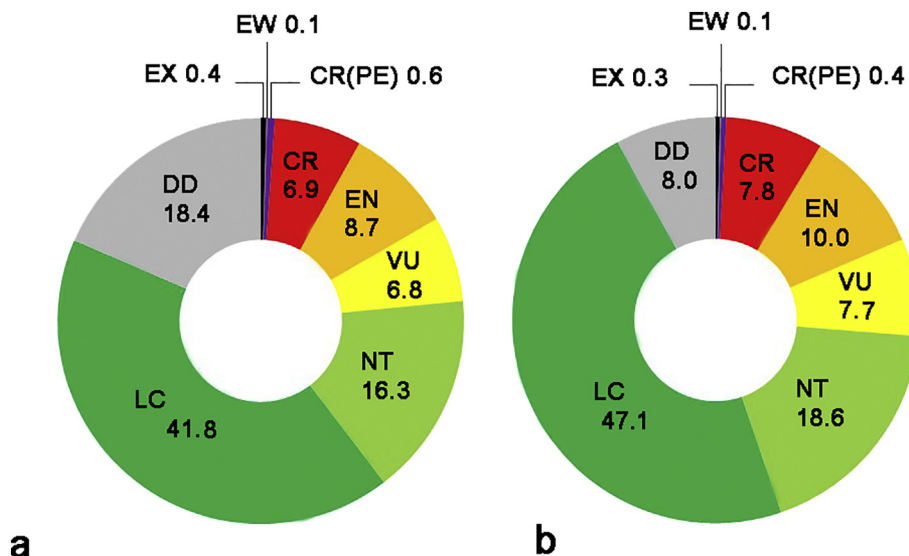 EW 0.1
EX 0.4
CR(PE) 0.6
CR
6.9
EN
8.7
VU
6.8
NT
16.3
LC
41.8
DD
18.4
a
EW 0.1
EX 0.3
CR(PE) 0.4
CR
7.8
EN
10.0
VU
7.7
NT
18.6
LC
47.1
DD
8.0
b